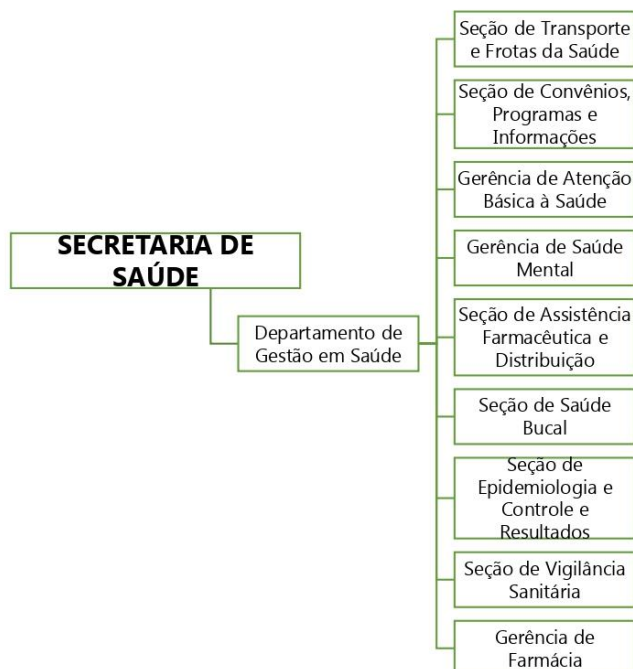 SECRETARIA DE
SAÚDE
Departamento de
Gestão em Saúde
Seção de Transporte
e Frotas da Saúde
Seção de Convênios,
Programas e
Informações
Gerência de Atenção
Básica à Saúde
Gerência de Saúde
Mental
Seção de Assistência
Farmacêutica e
Distribuição
Seção de Saúde
Bucal
Seção de
Epidemiologia e
Controle e
Resultados
Seção de Vigilância
Sanitária
Gerência de
Farmácia